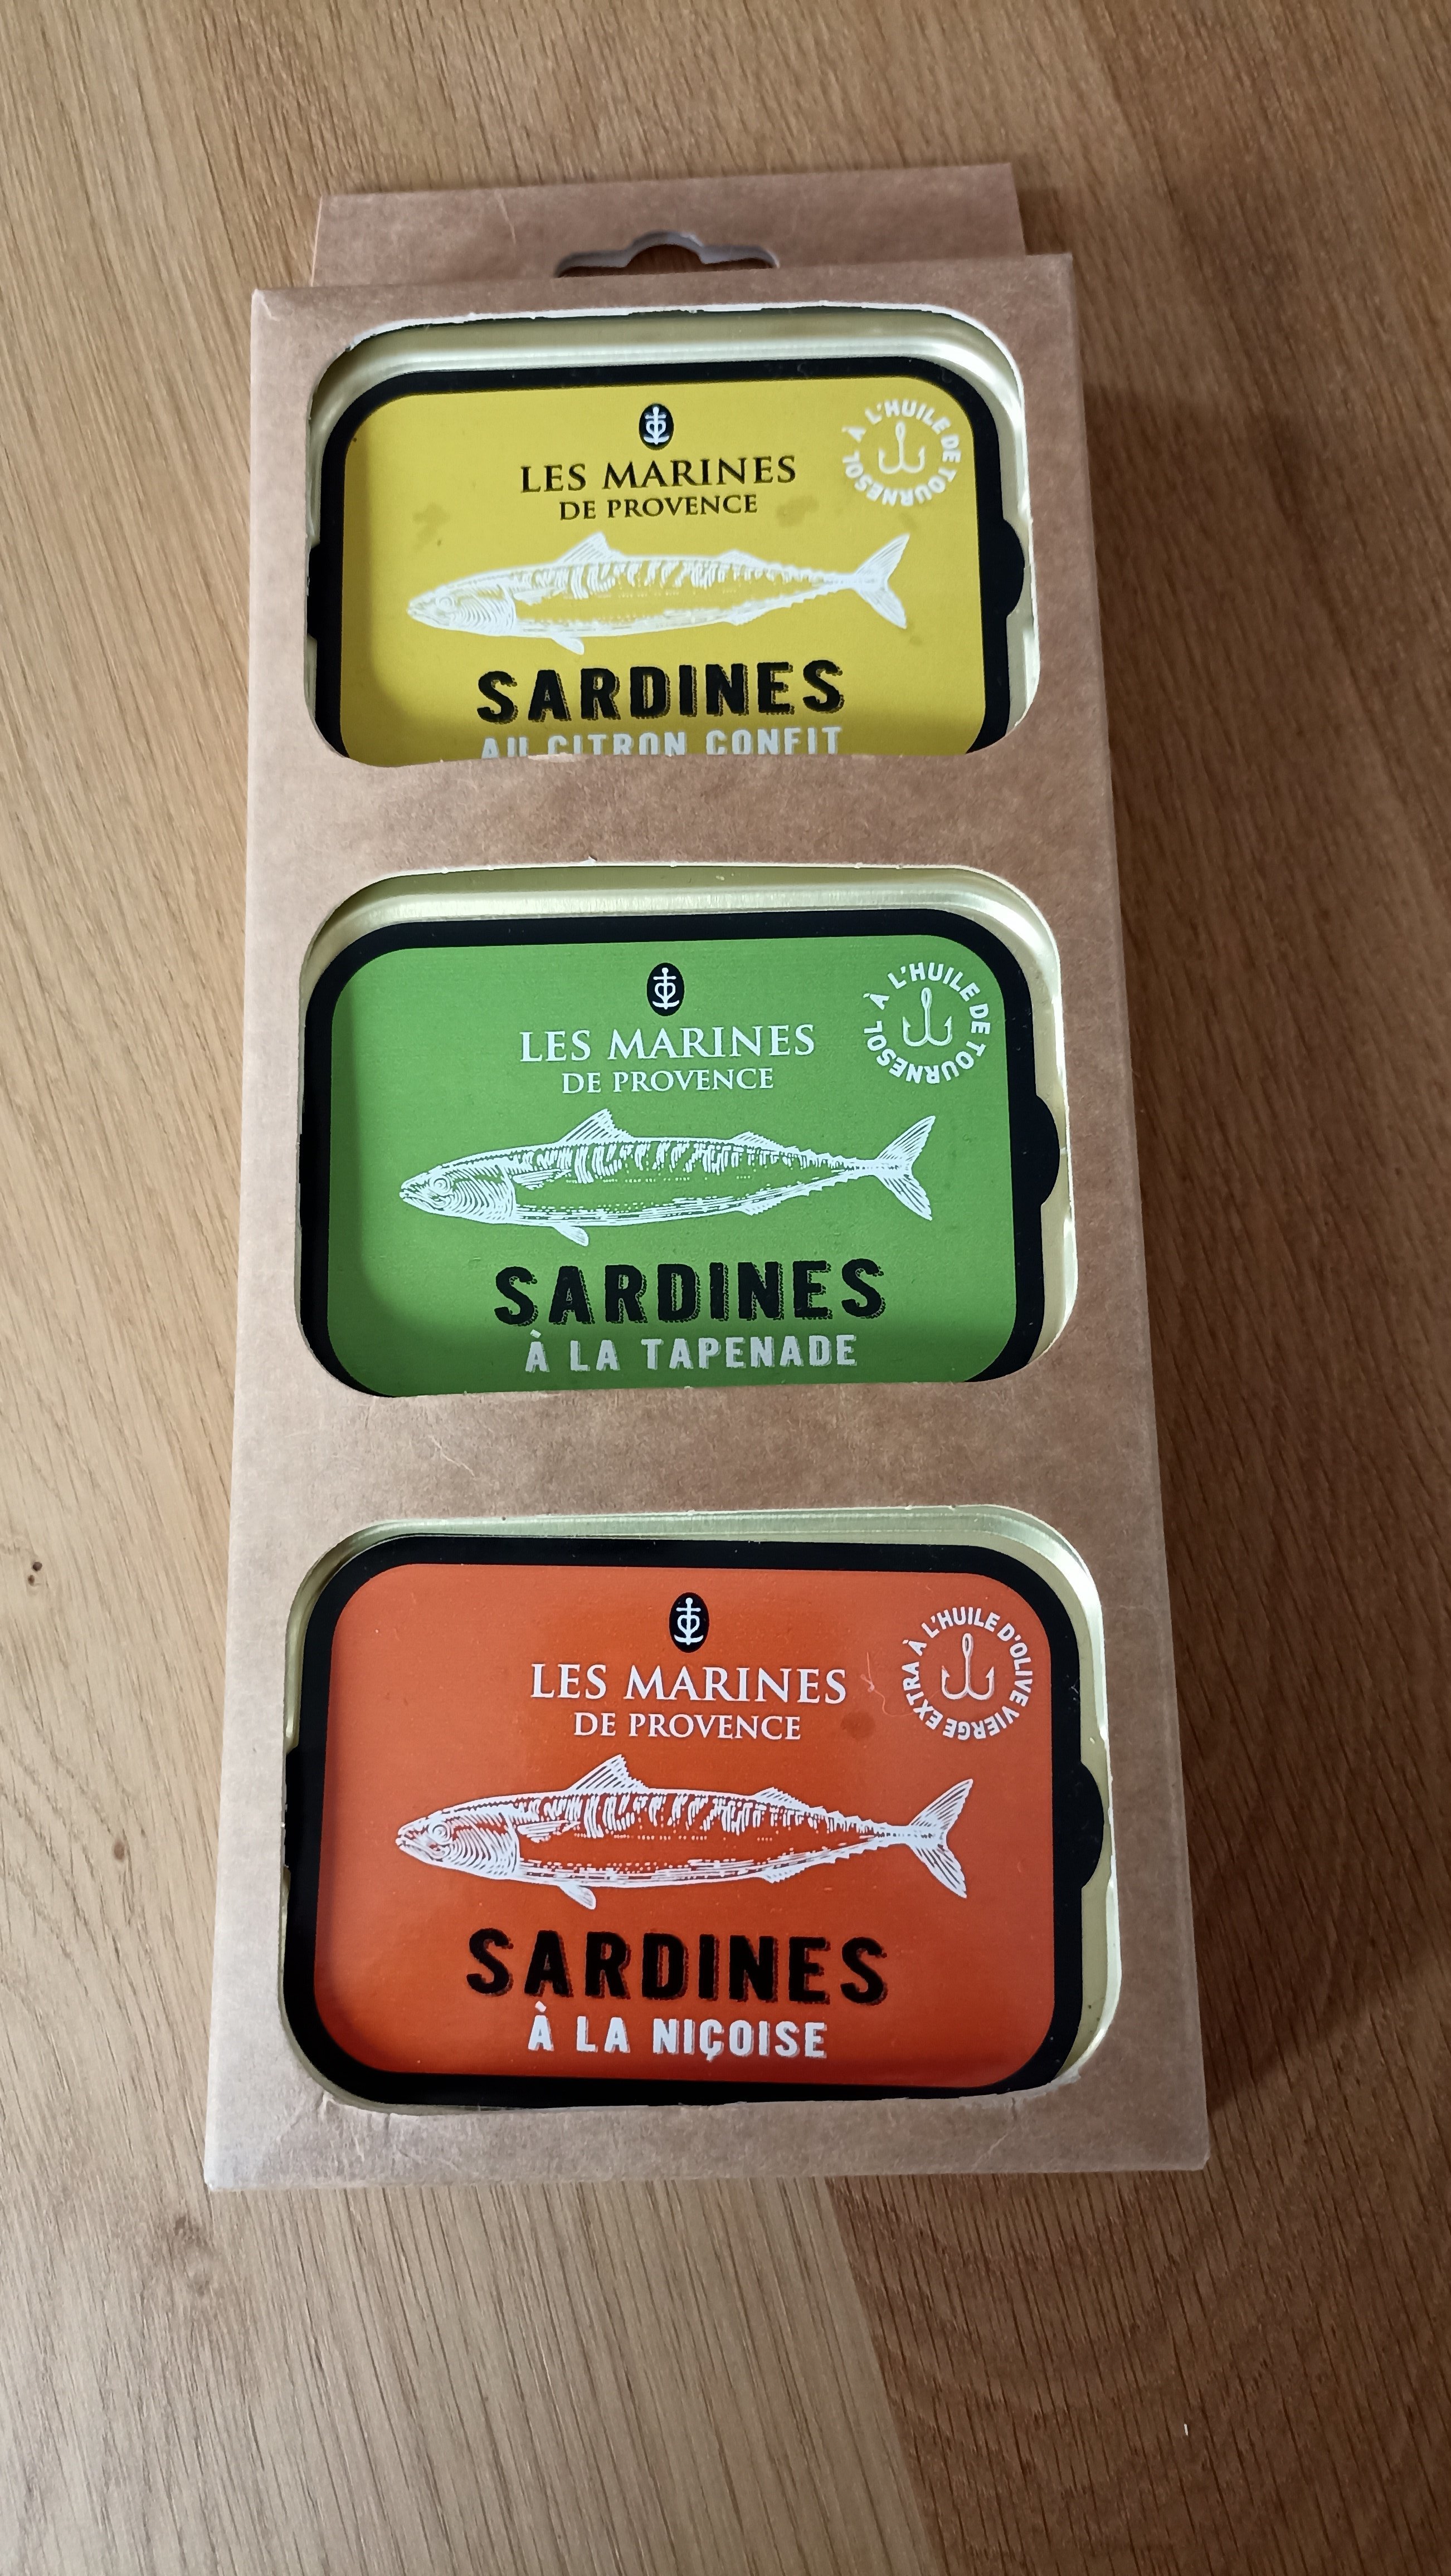 LES MARINES
DE PROVENCE
À L'HUILE DE TOURNESOL
SARDINES
AU CITRON CONFIT
LES MARINES
DE PROVENCE
À L'HUILE DE TOURNESOL
SARDINES
À LA TAPENADE
LES MARINES
DE PROVENCE
À L'HUILE D'OLIVE VIERGE EXTRA
SARDINES
À LA NIÇOISE